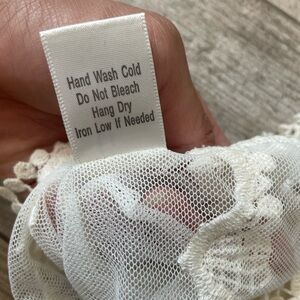 Hand Wash Cold
Do Not Bleach
Hang Dry
Iron Low If Needed